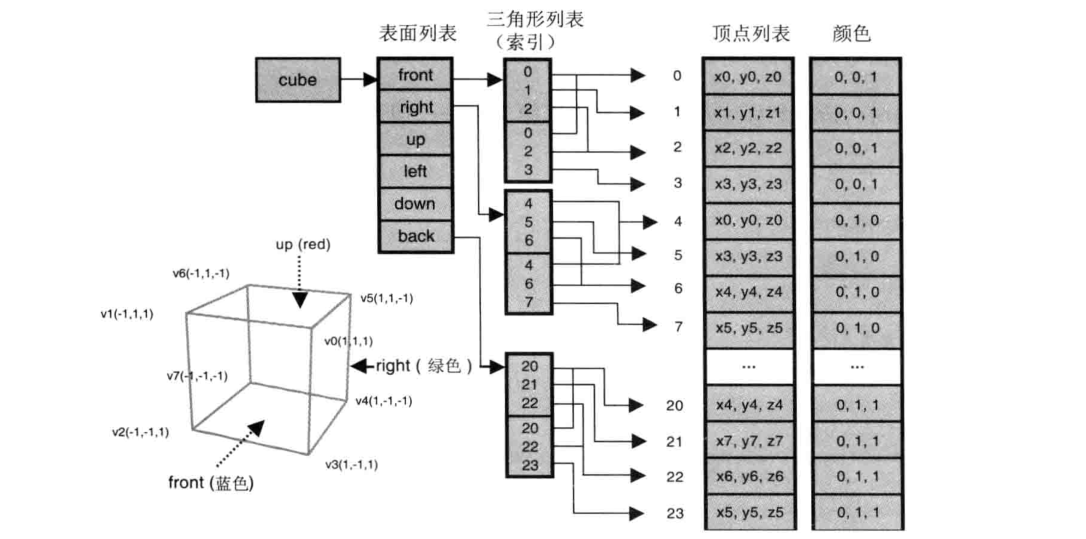 表面列表
三角形列表
（索引）
顶点列表
颜色
cube
front
right
up
left
down
back
0
1
2
0
2
3
4
5
6
4
6
7
20
21
22
20
22
23
0 x0, y0, z0 0, 0, 1
1 x1, y1, z1 0, 0, 1
2 x2, y2, z2 0, 0, 1
3 x3, y3, z3 0, 0, 1
4 x0, y0, z0 0, 1, 0
5 x3, y3, z3 0, 1, 0
6 x4, y4, z4 0, 1, 0
7 x5, y5, z5 0, 1, 0
... ...
20 x4, y4, z4 0, 1, 1
21 x7, y7, z7 0, 1, 1
22 x6, y6, z6 0, 1, 1
23 x5, y5, z5 0, 1, 1
up (red)
v6(-1,1,-1)
v5(1,1,-1)
v1(-1,1,1)
v0(1,1,1)
right ( 绿色 )
v7(-1,-1,-1)
v4(1,-1,-1)
v2(-1,-1,1)
v3(1,-1,1)
front (蓝色)